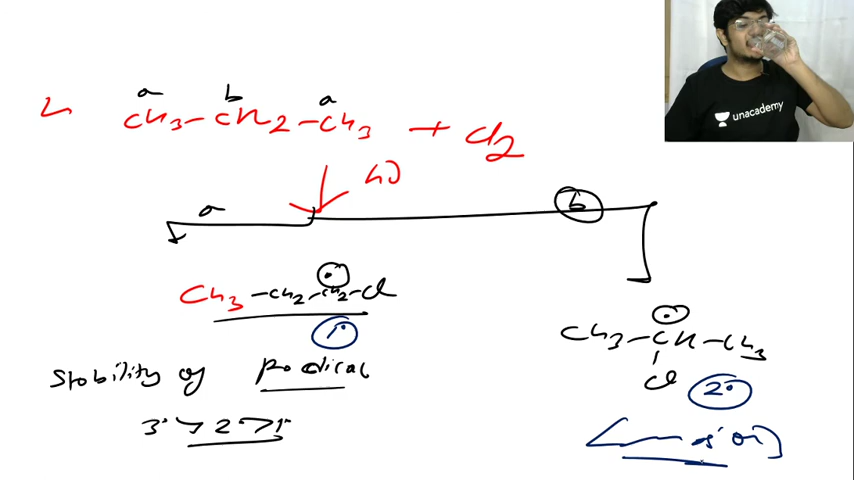 a b a
CH3-CH2-CH3 + Cl2
hν
a b
CH3-CH2-CH2-Cl
1°
CH3-CH-CH3
Cl
2°
Stability of Radical
3° > 2° > 1°
(major)
unacademy